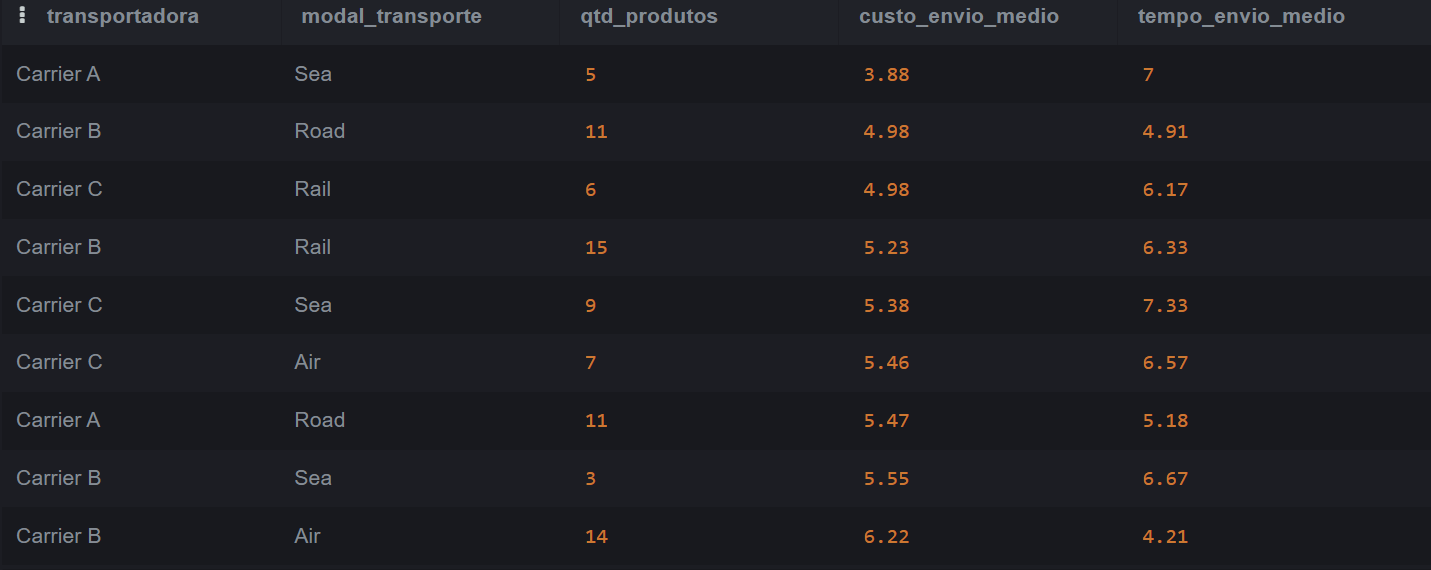 transportadora modal_transporte qtd_produtos custo_envio_medio tempo_envio_medio
Carrier A Sea 5 3.88 7
Carrier B Road 11 4.98 4.91
Carrier C Rail 6 4.98 6.17
Carrier B Rail 15 5.23 6.33
Carrier C Sea 9 5.38 7.33
Carrier C Air 7 5.46 6.57
Carrier A Road 11 5.47 5.18
Carrier B Sea 3 5.55 6.67
Carrier B Air 14 6.22 4.21